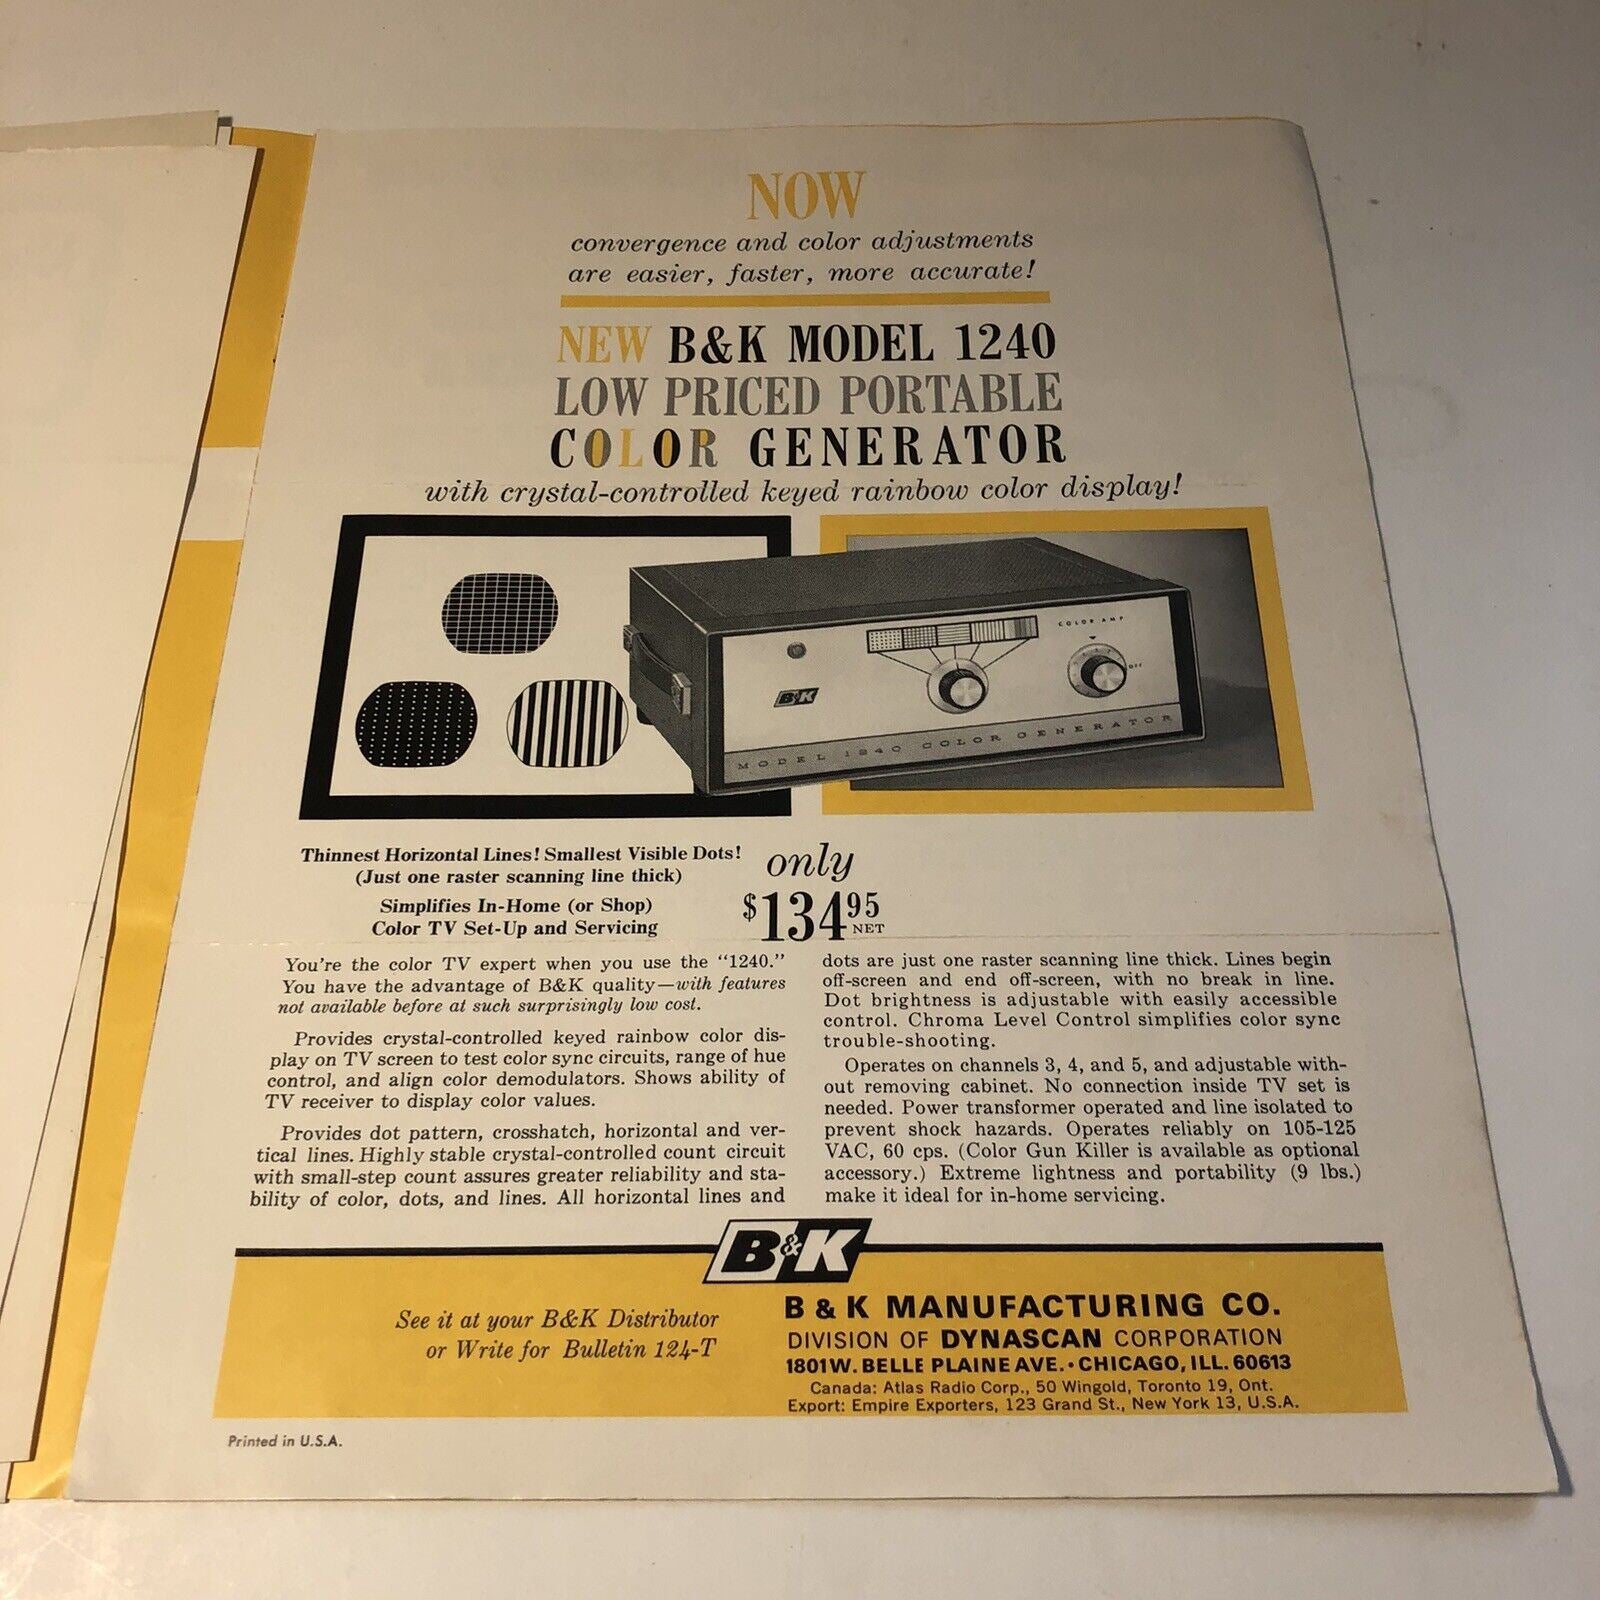 NOW
convergence and color adjustments
are easier, faster, more accurate!
NEW B&K MODEL 1240
LOW PRICED PORTABLE
COLOR GENERATOR
with crystal-controlled keyed rainbow color display!
COLOR AMP
OFF
B&K
MODEL 1240 COLOR GENERATOR
Thinnest Horizontal Lines! Smallest Visible Dots!
(Just one raster scanning line thick)
Simplifies In-Home (or Shop)
Color TV Set-Up and Servicing
only
$134.95
NET
You're the color TV expert when you use the "1240."
You have the advantage of B&K quality—with features
not available before at such surprisingly low cost.
Provides crystal-controlled keyed rainbow color dis-
play on TV screen to test color sync circuits, range of hue
control, and align color demodulators. Shows ability of
TV receiver to display color values.
Provides dot pattern, crosshatch, horizontal and ver-
tical lines. Highly stable crystal-controlled count circuit
with small-step count assures greater reliability and sta-
bility of color, dots, and lines. All horizontal lines and
dots are just one raster scanning line thick. Lines begin
off-screen and end off-screen, with no break in line.
Dot brightness is adjustable with easily accessible
control. Chroma Level Control simplifies color sync
trouble-shooting.
Operates on channels 3, 4, and 5, and adjustable with-
out removing cabinet. No connection inside TV set is
needed. Power transformer operated and line isolated to
prevent shock hazards. Operates reliably on 105-125
VAC, 60 cps. (Color Gun Killer is available as optional
accessory.) Extreme lightness and portability (9 lbs.)
make it ideal for in-home servicing.
B&K
See it at your B&K Distributor
or Write for Bulletin 124-T
B & K MANUFACTURING CO.
DIVISION OF DYNASCAN CORPORATION
1801 W. BELLE PLAINE AVE. • CHICAGO, ILL. 60613
Canada: Atlas Radio Corp., 50 Wingold, Toronto 19, Ont.
Export: Empire Exporters, 123 Grand St., New York 13, U.S.A.
Printed in U.S.A.